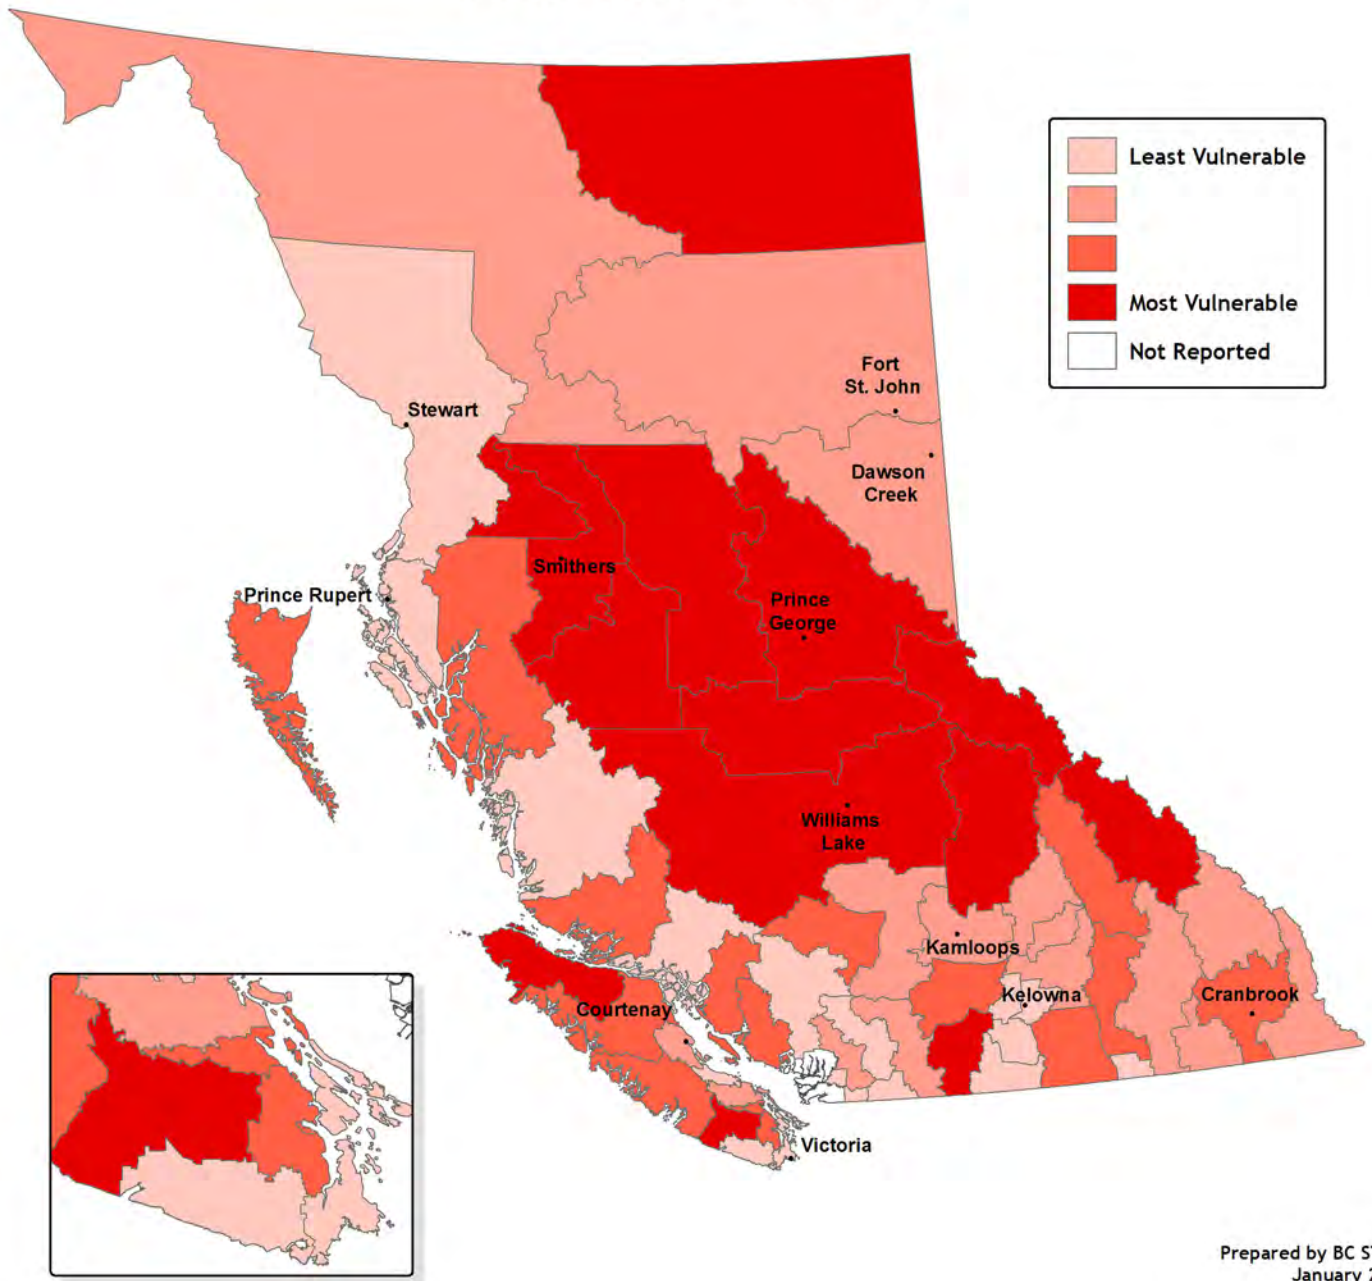 Least Vulnerable
Most Vulnerable
Not Reported
Fort
St. John
Stewart
Dawson
Creek
Smithers
Prince Rupert
Prince
George
Williams
Lake
Kamloops
Kelowna
Cranbrook
Courtenay
Victoria
Prepared by BC
January